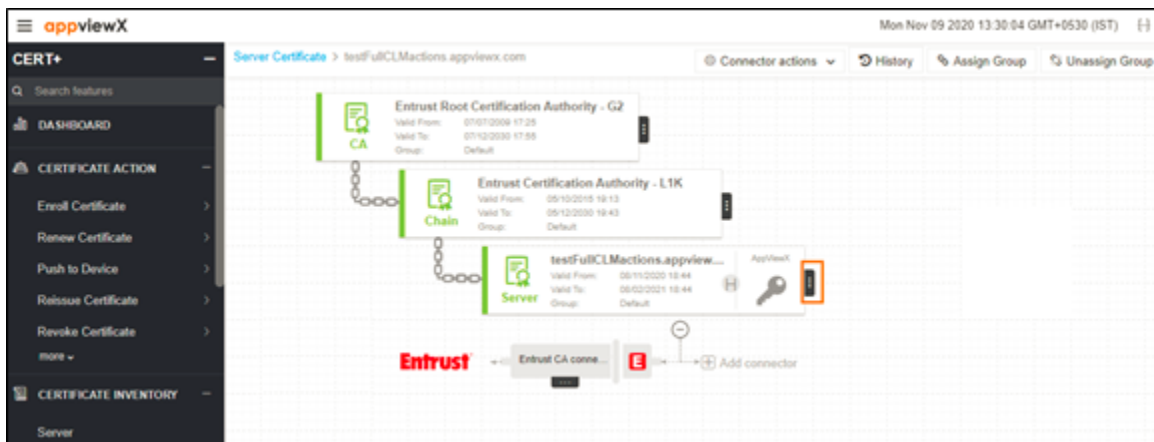 appviewX
Mon Nov 09 2020 13:30:04 GMT+0530 (IST)
CERT+
Server Certificate > testFullCLMactions.appviewx.com
Connector actions
History
Assign Group
Unassign Group
Search features
DASHBOARD
CERTIFICATE ACTION
Enroll Certificate
Renew Certificate
Push to Device
Reissue Certificate
Revoke Certificate
more
CERTIFICATE INVENTORY
Server
Entrust Root Certification Authority - G2
Valid From: 07/07/2009 17:25
Valid To: 07/12/2030 17:55
Group: Default
CA
Entrust Certification Authority - L1K
Valid From: 05/10/2015 19:13
Valid To: 05/12/2030 19:43
Group: Default
Chain
testFullCLMactions.appview....
Valid From: 08/11/2020 18:44
Valid To: 08/02/2021 18:44
Group: Default
Server
AppViewX
Entrust
Entrust CA conne...
E
Add connector